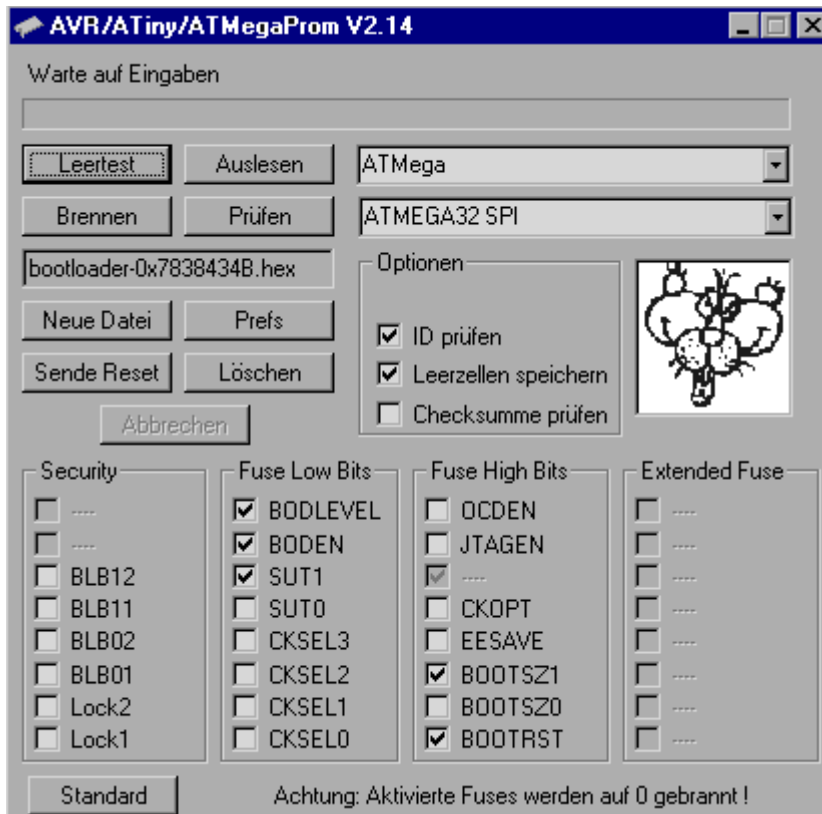 AVR/ATiny/ATMegaProm V2.14
Warte auf Eingaben
Leertest
Auslesen
ATMega
Brennen
Prüfen
ATMEGA32 SPI
bootloader-0x7838434B.hex
Optionen
Neue Datei
Prefs
ID prüfen
Sende Reset
Löschen
Leerzellen speichern
Abbrechen
Checksumme prüfen
Security
----
----
BLB12
BLB11
BLB02
BLB01
Lock2
Lock1
Fuse Low Bits
BODLEVEL
BODEN
SUT1
SUT0
CKSEL3
CKSEL2
CKSEL1
CKSEL0
Fuse High Bits
OCDEN
JTAGEN
----
CKOPT
EESAVE
BOOTSZ1
BOOTSZ0
BOOTRST
Extended Fuse
----
----
----
----
----
----
----
----
Standard
Achtung: Aktivierte Fuses werden auf 0 gebrannt !